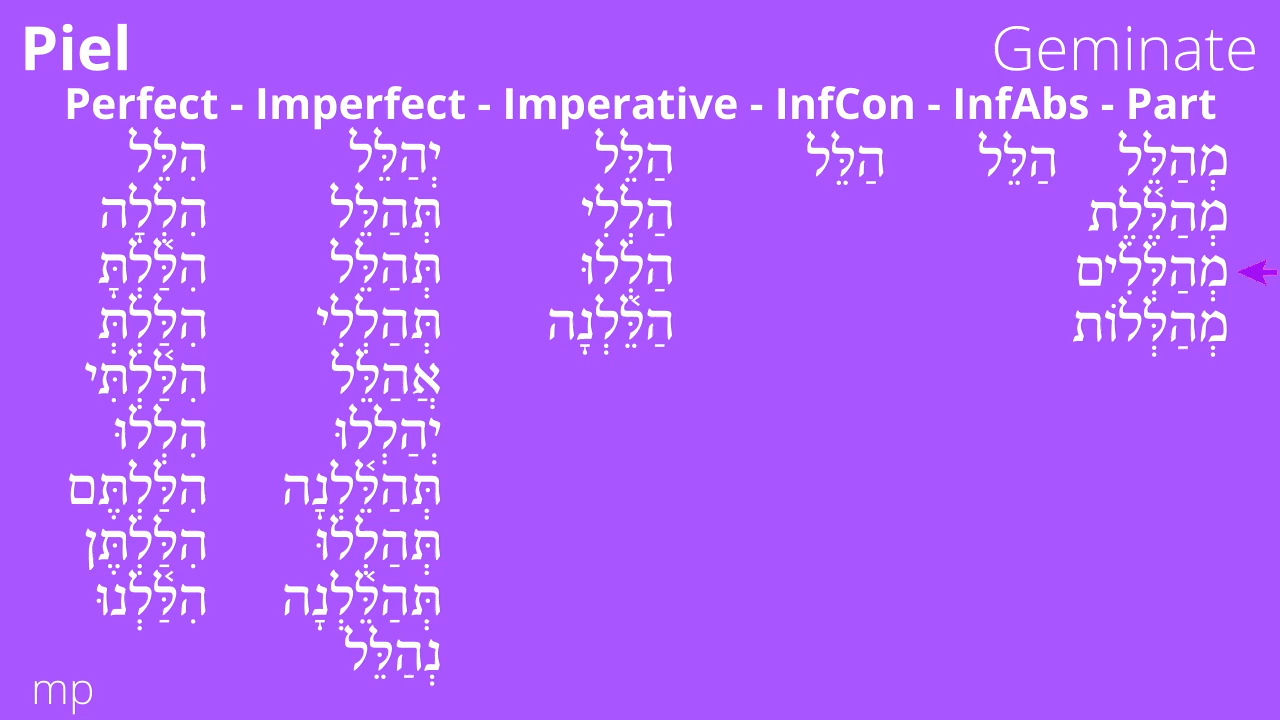 Piel Geminate
Perfect - Imperfect - Imperative - InfCon - InfAbs - Part
הִלֵּל יְהַלֵּל הַלֵּל הַלֵּל הַלֵּל מְהַלֵּל
הִלְלָה תְּהַלֵּל הַלְלִי מְהַלֶּ֫לֶת
הִלַּ֫לְתָּ תְּהַלֵּל הַלְלוּ מְהַלְּלִים
הִלַּלְתְּ תְּהַלְלִי הַלֵּ֫לְנָה מְהַלְּלוֹת
הִלַּ֫לְתִּי אֲהַלֵּל
הִלְלוּ יְהַלְלוּ
הִלַּלְתֶּם תְּהַלֵּ֫לְנָה
הִלַּלְתֶּן תְּהַלְלוּ
הִלַּ֫לְנוּ תְּהַלֵּ֫לְנָה
נְהַלֵּל
mp